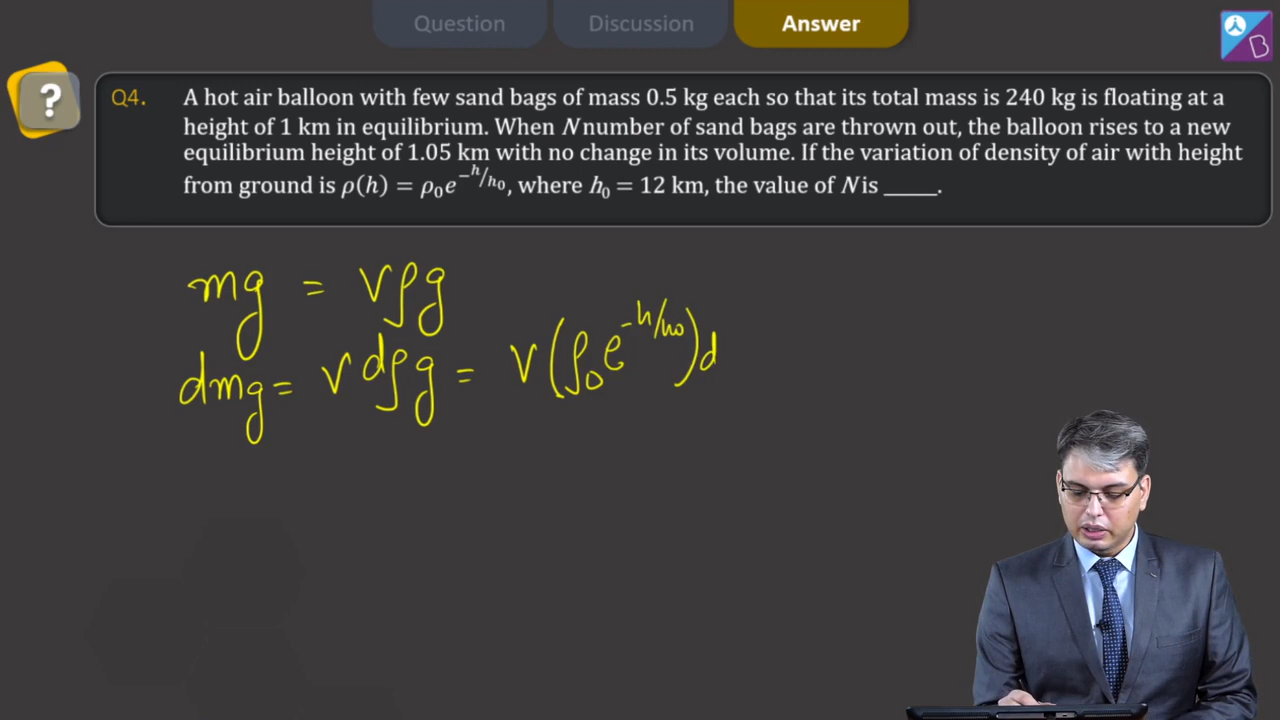 Question Discussion Answer
?
Q4. A hot air balloon with few sand bags of mass 0.5 kg each so that its total mass is 240 kg is floating at a
height of 1 km in equilibrium. When N number of sand bags are thrown out, the balloon rises to a new
equilibrium height of 1.05 km with no change in its volume. If the variation of density of air with height
from ground is ρ(h) = ρ₀e^(-h/h₀), where h₀ = 12 km, the value of N is _____.
mg = Vρg
dmg = V dρg = V(ρ₀e^(-h/h₀))d
B